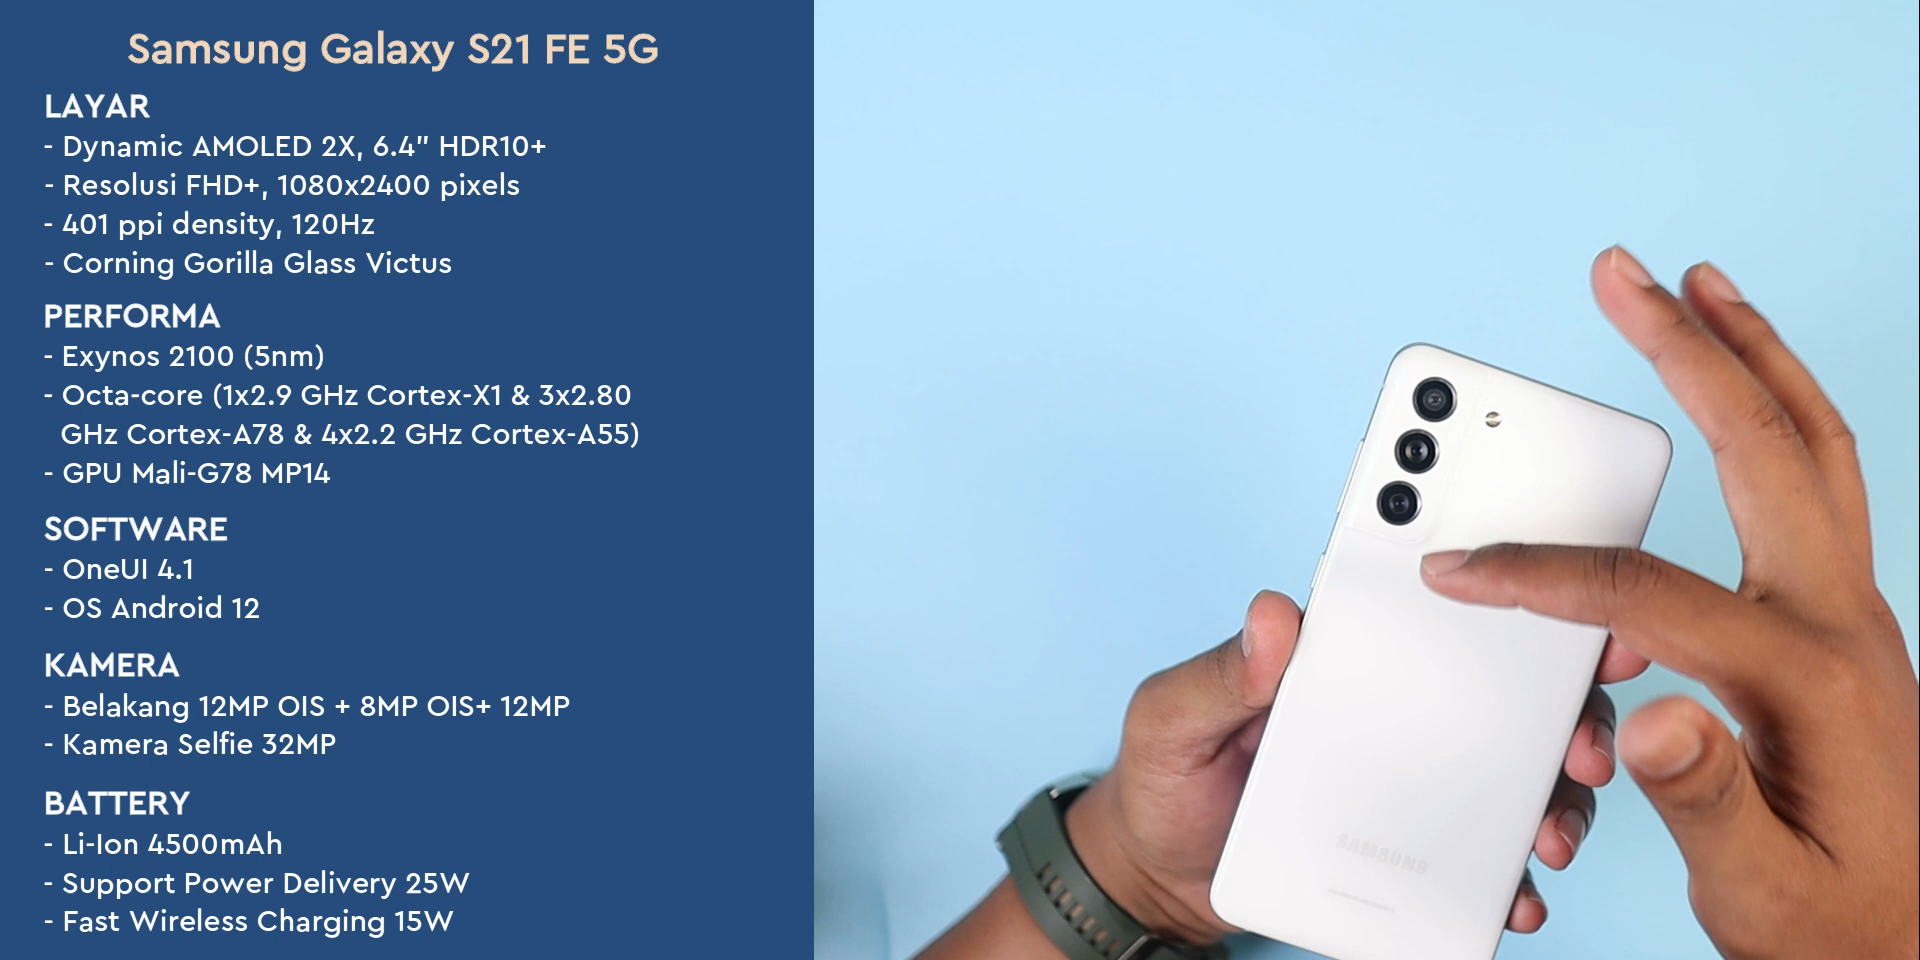 Samsung Galaxy S21 FE 5G
LAYAR
- Dynamic AMOLED 2X, 6.4" HDR10+
- Resolusi FHD+, 1080x2400 pixels
- 401 ppi density, 120Hz
- Corning Gorilla Glass Victus
PERFORMA
- Exynos 2100 (5nm)
- Octa-core (1x2.9 GHz Cortex-X1 & 3x2.80
GHz Cortex-A78 & 4x2.2 GHz Cortex-A55)
- GPU Mali-G78 MP14
SOFTWARE
- OneUI 4.1
- OS Android 12
KAMERA
- Belakang 12MP OIS + 8MP OIS+ 12MP
- Kamera Selfie 32MP
BATTERY
- Li-Ion 4500mAh
- Support Power Delivery 25W
- Fast Wireless Charging 15W
SAMSUNG